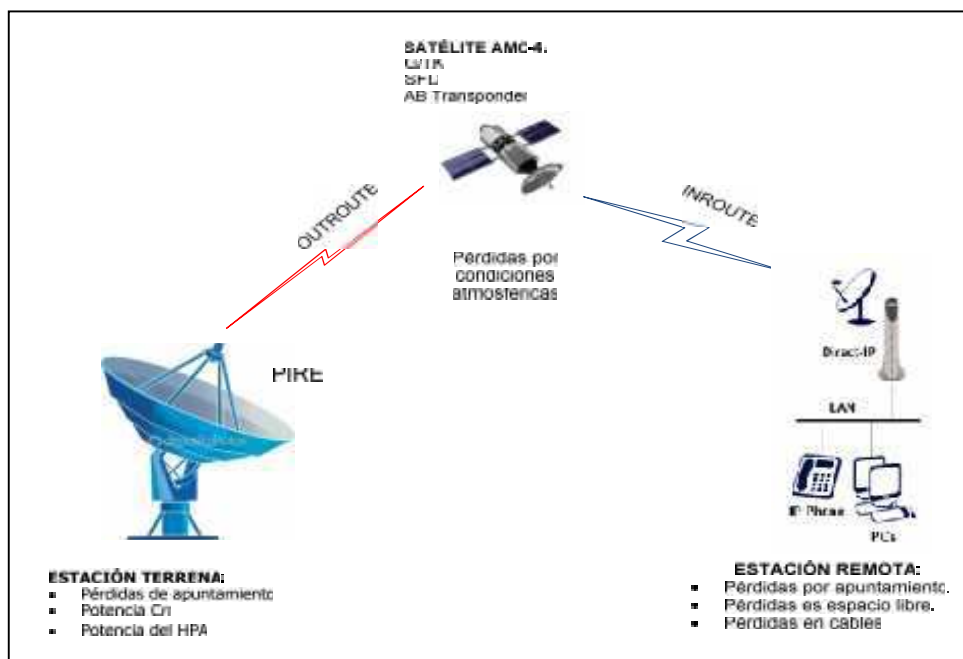 SATÉLITE AMC-4:
G/TK
SFD
AB Transponder
OUTROUTE
INROUTE
Pérdidas por
condiciones
atmosfericas
PIRE
Direct-IP
LAN
IP Phone
PCs
ESTACIÓN TERRENA:
▪ Pérdidas de apuntamiento
▪ Potencia
▪ Potencia del HPA
ESTACIÓN REMOTA:
▪ Pérdidas por apuntamiento.
▪ Pérdidas es espacio libre.
▪ Pérdidas en cables